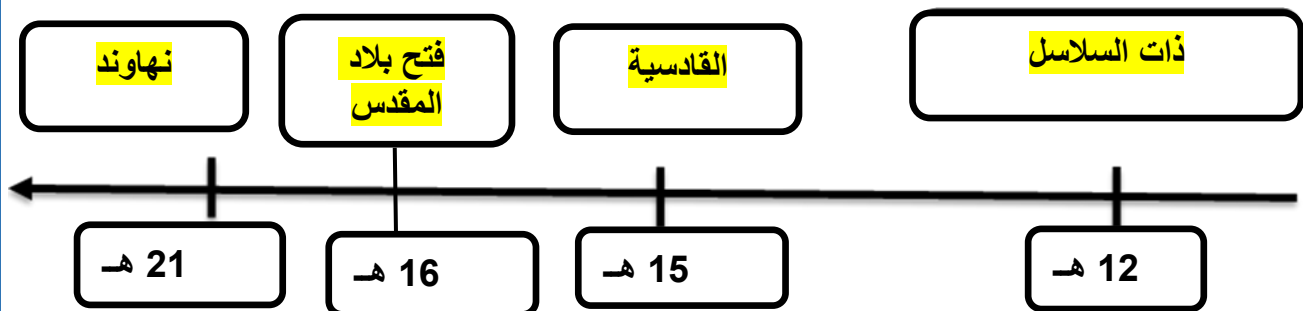 ذات السلاسل
القادسية
فتح بلاد
المقدس
نهاوند
12 هـ
15 هـ
16 هـ
21 هـ